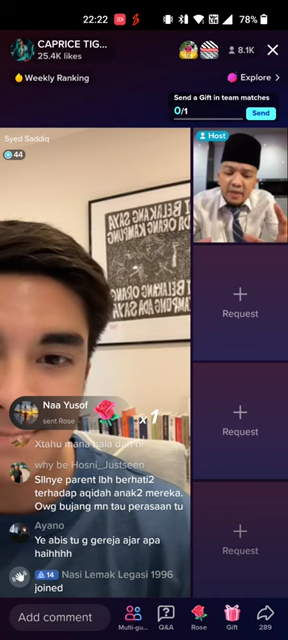 22:22
78%
CAPRICE TIG...
25.4K likes
8.1K
Weekly Ranking
Explore >
Send a Gift in team matches
0/1
Send
Syed Saddiq
44
Host
Request
Request
Request
Naa Yusof
sent Rose
x 1
Xtahu mana
why be Hosni_Justseen
Sllnye parent lbh berhati2
terhadap aqidah anak2 mereka.
Owg bujang mn tau perasaan tu
Ayano
Ye abis tu g gereja ajar apa
haihhhh
14 Nasi Lemak Legasi 1996
joined
Add comment
Multi-gu...
Q&A
Rose
Gift
289